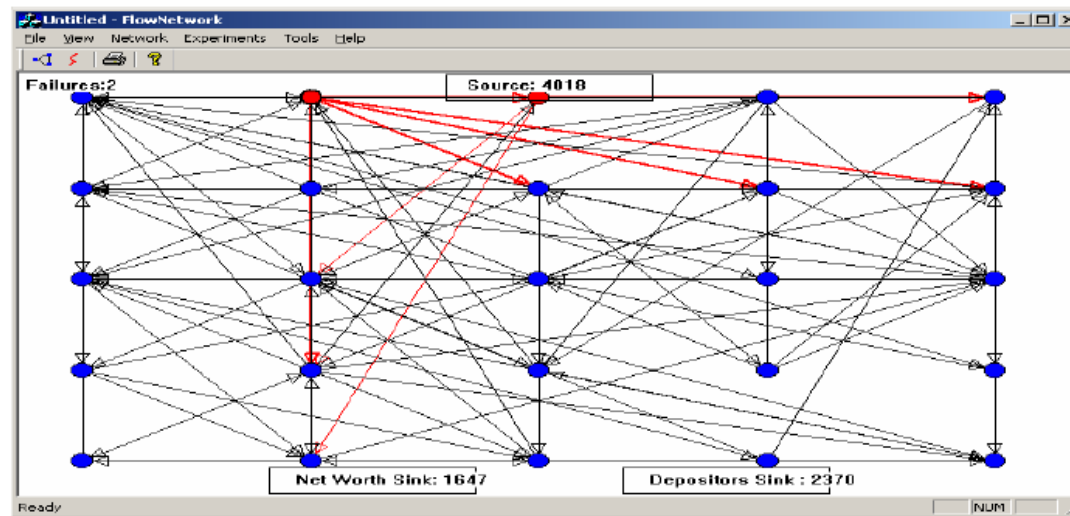 Untitled - FlowNetwork
File View Network Experiments Tools Help
Failures:2
Source: 4018
Net Worth Sink: 1647
Depositors Sink : 2370
Ready
NUM